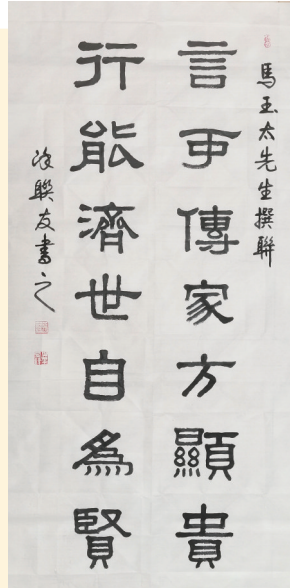 馬玉太先生撰聯
言可傳家方顯貴
行能濟世自爲賢
聯友書之